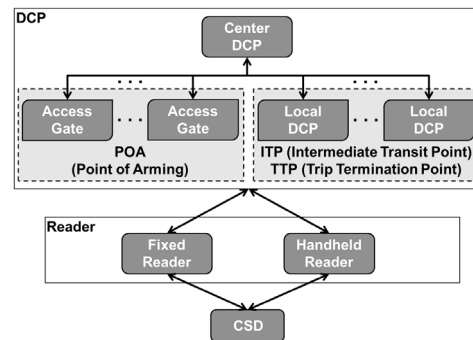 DCP
Center
DCP
. . .
. . .
Access
Gate
. . .
Access
Gate
Local
DCP
. . .
Local
DCP
POA
(Point of Arming)
ITP (Intermediate Transit Point)
TTP (Trip Termination Point)
Reader
Fixed
Reader
Handheld
Reader
CSD